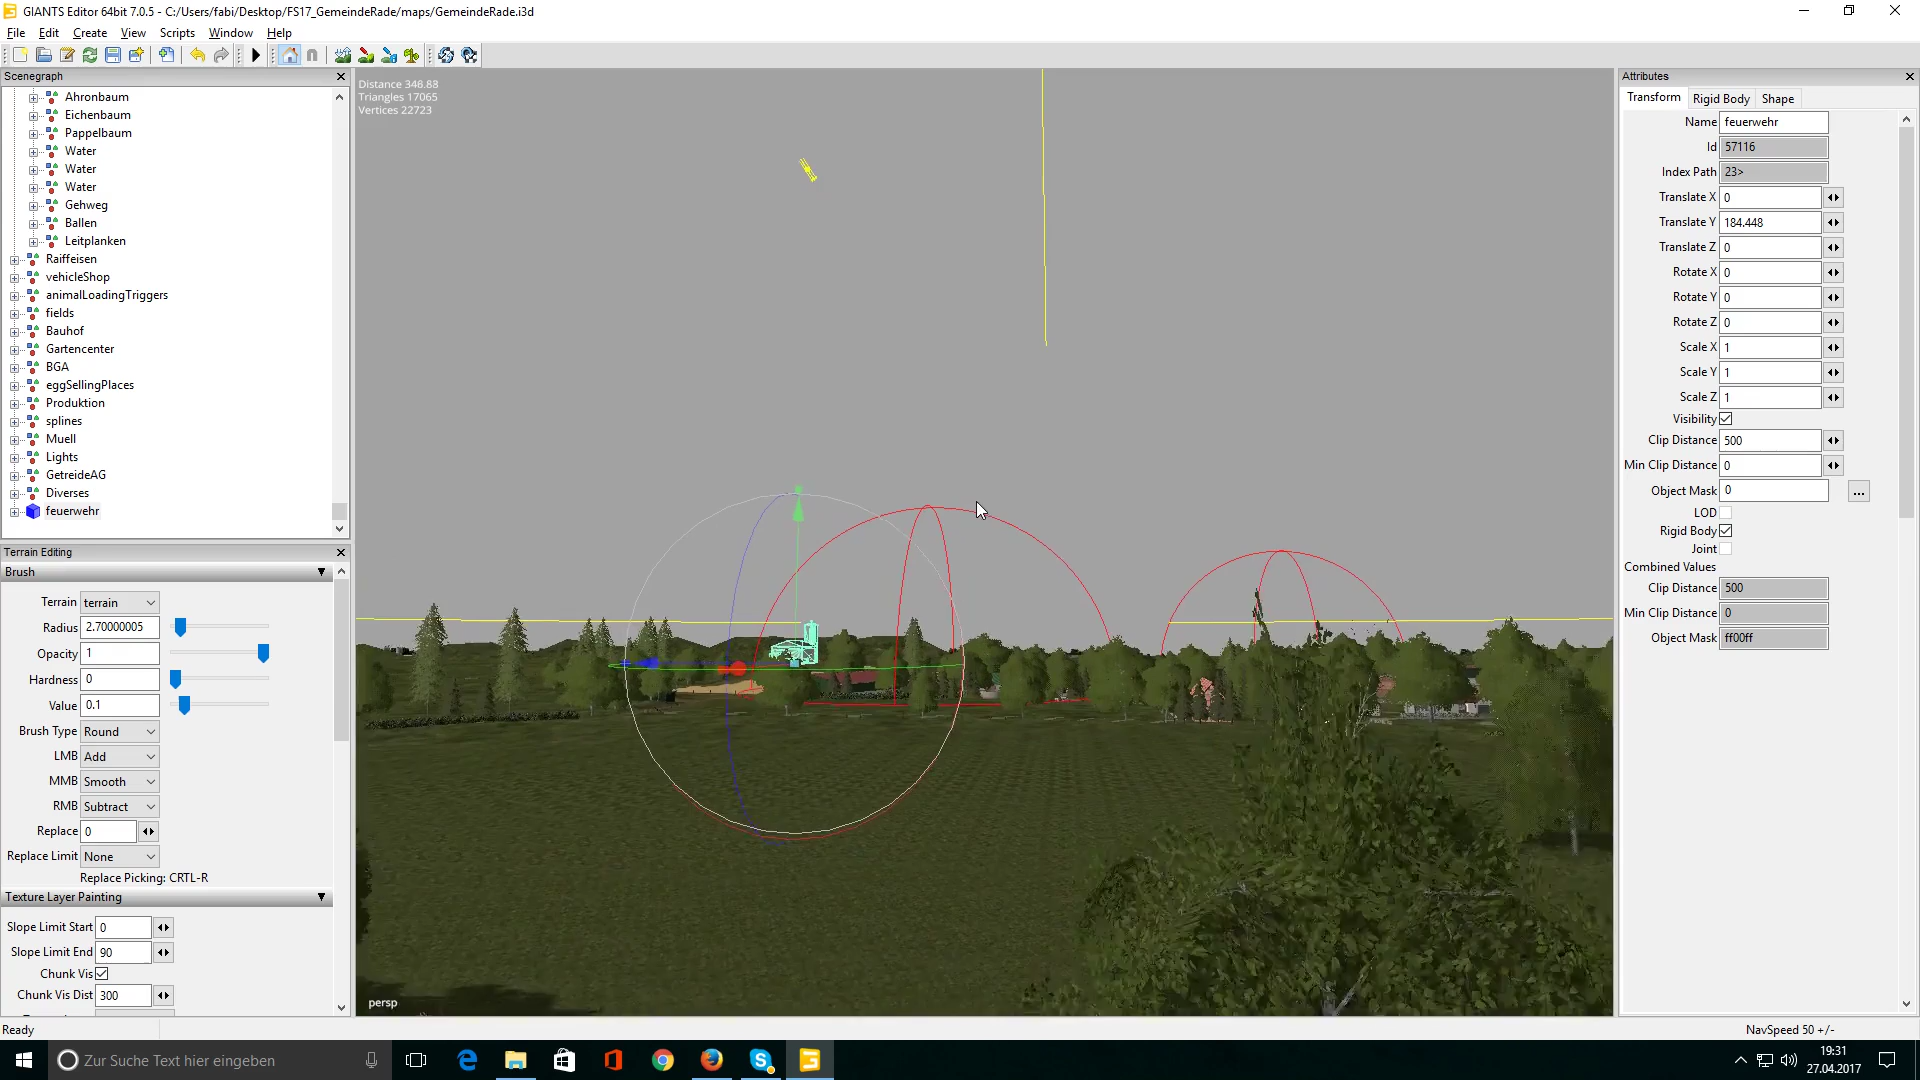 GIANTS Editor 64bit 7.0.5 - C:/Users/fabi/Desktop/FS17_GemeindeRade/maps/GemeindeRade.i3d
File Edit Create View Scripts Window Help
Scenegraph
Ahronbaum
Eichenbaum
Pappelbaum
Water
Water
Water
Gehweg
Ballen
Leitplanken
Raiffeisen
vehicleShop
animalLoadingTriggers
fields
Bauhof
Gartencenter
BGA
eggSellingPlaces
Produktion
splines
Muell
Lights
GetreideAG
Diverses
feuerwehr
Terrain Editing
Brush
Terrain terrain
Radius 2.70000005
Opacity 1
Hardness 0
Value 0.1
Brush Type Round
LMB Add
MMB Smooth
RMB Subtract
Replace 0
Replace Limit None
Replace Picking: CRTL-R
Texture Layer Painting
Slope Limit Start 0
Slope Limit End 90
Chunk Vis
Chunk Vis Dist 300
Ready
Distance 346.88
Triangles 17065
Vertices 22723
persp
Attributes
Transform Rigid Body Shape
Name feuerwehr
Id 57116
Index Path 23>
Translate X 0
Translate Y 184.448
Translate Z 0
Rotate X 0
Rotate Y 0
Rotate Z 0
Scale X 1
Scale Y 1
Scale Z 1
Visibility
Clip Distance 500
Min Clip Distance 0
Object Mask 0 ...
LOD
Rigid Body
Joint
Combined Values
Clip Distance 500
Min Clip Distance 0
Object Mask ff00ff
NavSpeed 50 +/-
Zur Suche Text hier eingeben
19:31
27.04.2017